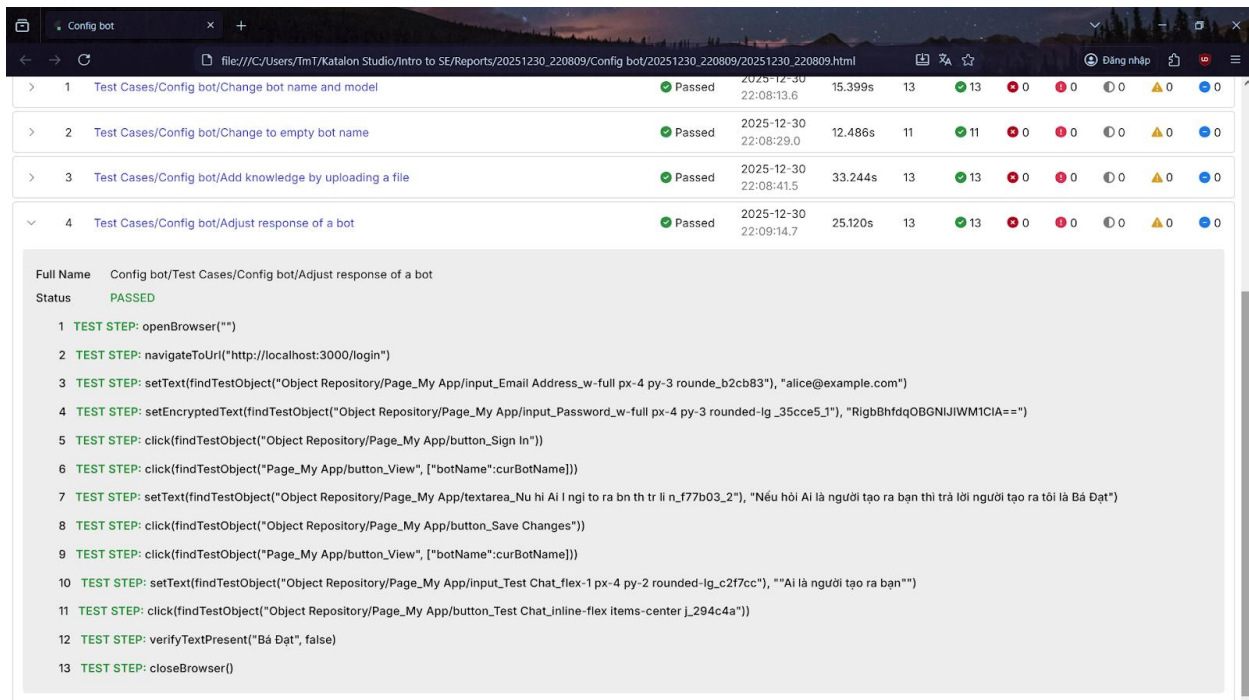 Config bot
file:///C:/Users/TmT/Katalon Studio/Intro to SE/Reports/20251230_220809/Config bot/20251230_220809/20251230_220809.html
Đăng nhập
1 Test Cases/Config bot/Change bot name and model Passed 2025-12-30 22:08:13.6 15.399s 13 13 0 0 0 0 0
2 Test Cases/Config bot/Change to empty bot name Passed 2025-12-30 22:08:29.0 12.486s 11 11 0 0 0 0 0
3 Test Cases/Config bot/Add knowledge by uploading a file Passed 2025-12-30 22:08:41.5 33.244s 13 13 0 0 0 0 0
4 Test Cases/Config bot/Adjust response of a bot Passed 2025-12-30 22:09:14.7 25.120s 13 13 0 0 0 0 0
Full Name Config bot/Test Cases/Config bot/Adjust response of a bot
Status PASSED
1 TEST STEP: openBrowser("")
2 TEST STEP: navigateToUrl("http://localhost:3000/login")
3 TEST STEP: setText(findTestObject("Object Repository/Page_My App/input_Email Address_w-full px-4 py-3 rounde_b2cb83"), "alice@example.com")
4 TEST STEP: setEncryptedText(findTestObject("Object Repository/Page_My App/input_Password_w-full px-4 py-3 rounded-lg _35cce5_1"), "RigbBhfdqOBGNIJIWM1CIA==")
5 TEST STEP: click(findTestObject("Object Repository/Page_My App/button_Sign In"))
6 TEST STEP: click(findTestObject("Page_My App/button_View", ["botName":curBotName]))
7 TEST STEP: setText(findTestObject("Object Repository/Page_My App/textarea_Nu hi Ai l ngi to ra bn th tr li n_f77b03_2"), "Nếu hỏi Ai là người tạo ra bạn thì trả lời người tạo ra tôi là Bá Đạt")
8 TEST STEP: click(findTestObject("Object Repository/Page_My App/button_Save Changes"))
9 TEST STEP: click(findTestObject("Page_My App/button_View", ["botName":curBotName]))
10 TEST STEP: setText(findTestObject("Object Repository/Page_My App/input_Test Chat_flex-1 px-4 py-2 rounded-lg_c2f7cc"), ""Ai là người tạo ra bạn"")
11 TEST STEP: click(findTestObject("Object Repository/Page_My App/button_Test Chat_inline-flex items-center j_294c4a"))
12 TEST STEP: verifyTextPresent("Bá Đạt", false)
13 TEST STEP: closeBrowser()